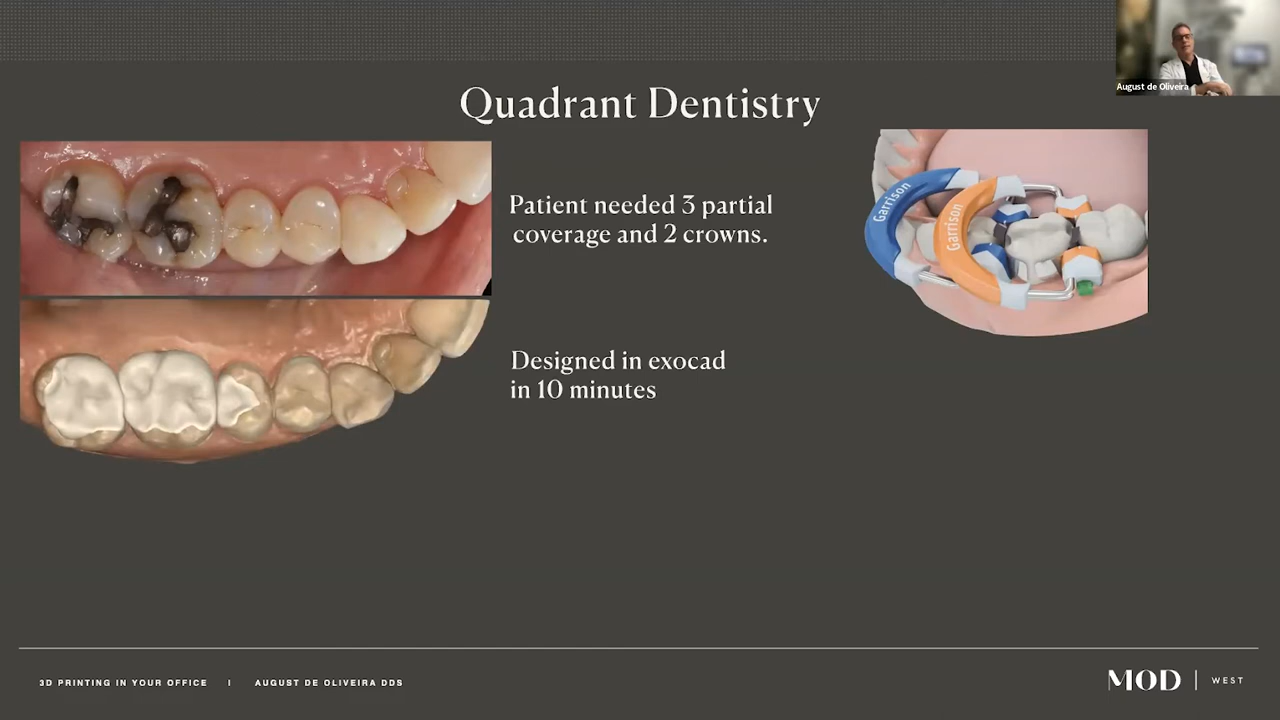 Quadrant Dentistry
August de Oliveira
Patient needed 3 partial
coverage and 2 crowns.
Garrison
Garrison
Designed in exocad
in 10 minutes
3D PRINTING IN YOUR OFFICE | AUGUST DE OLIVEIRA DDS
MOD | WEST